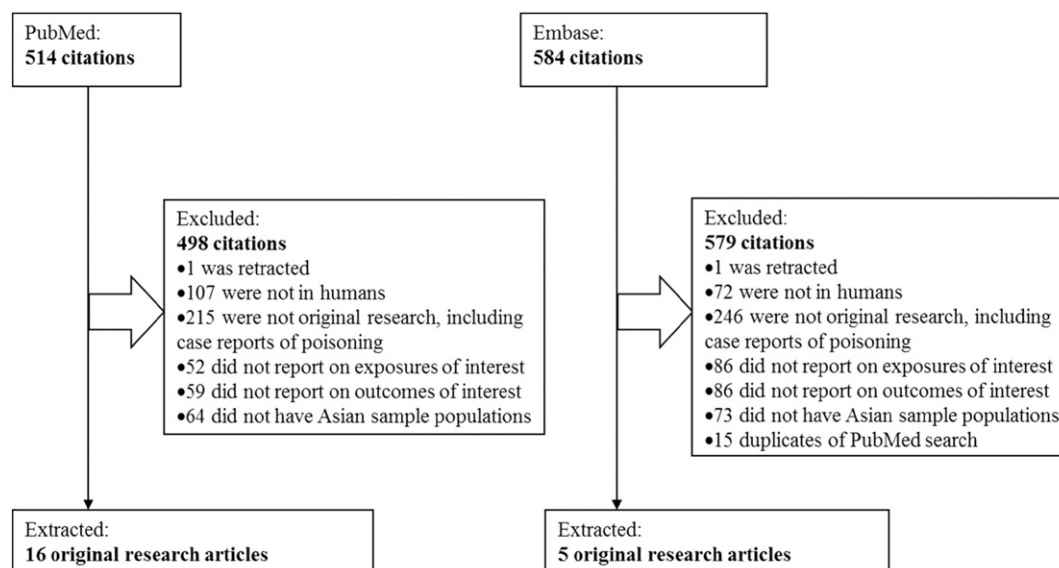 PubMed:
514 citations
Embase:
584 citations
Excluded:
498 citations
•1 was retracted
•107 were not in humans
•215 were not original research, including
case reports of poisoning
•52 did not report on exposures of interest
•59 did not report on outcomes of interest
•64 did not have Asian sample populations
Excluded:
579 citations
•1 was retracted
•72 were not in humans
•246 were not original research, including
case reports of poisoning
•86 did not report on exposures of interest
•86 did not report on outcomes of interest
•73 did not have Asian sample populations
•15 duplicates of PubMed search
Extracted:
16 original research articles
Extracted:
5 original research articles